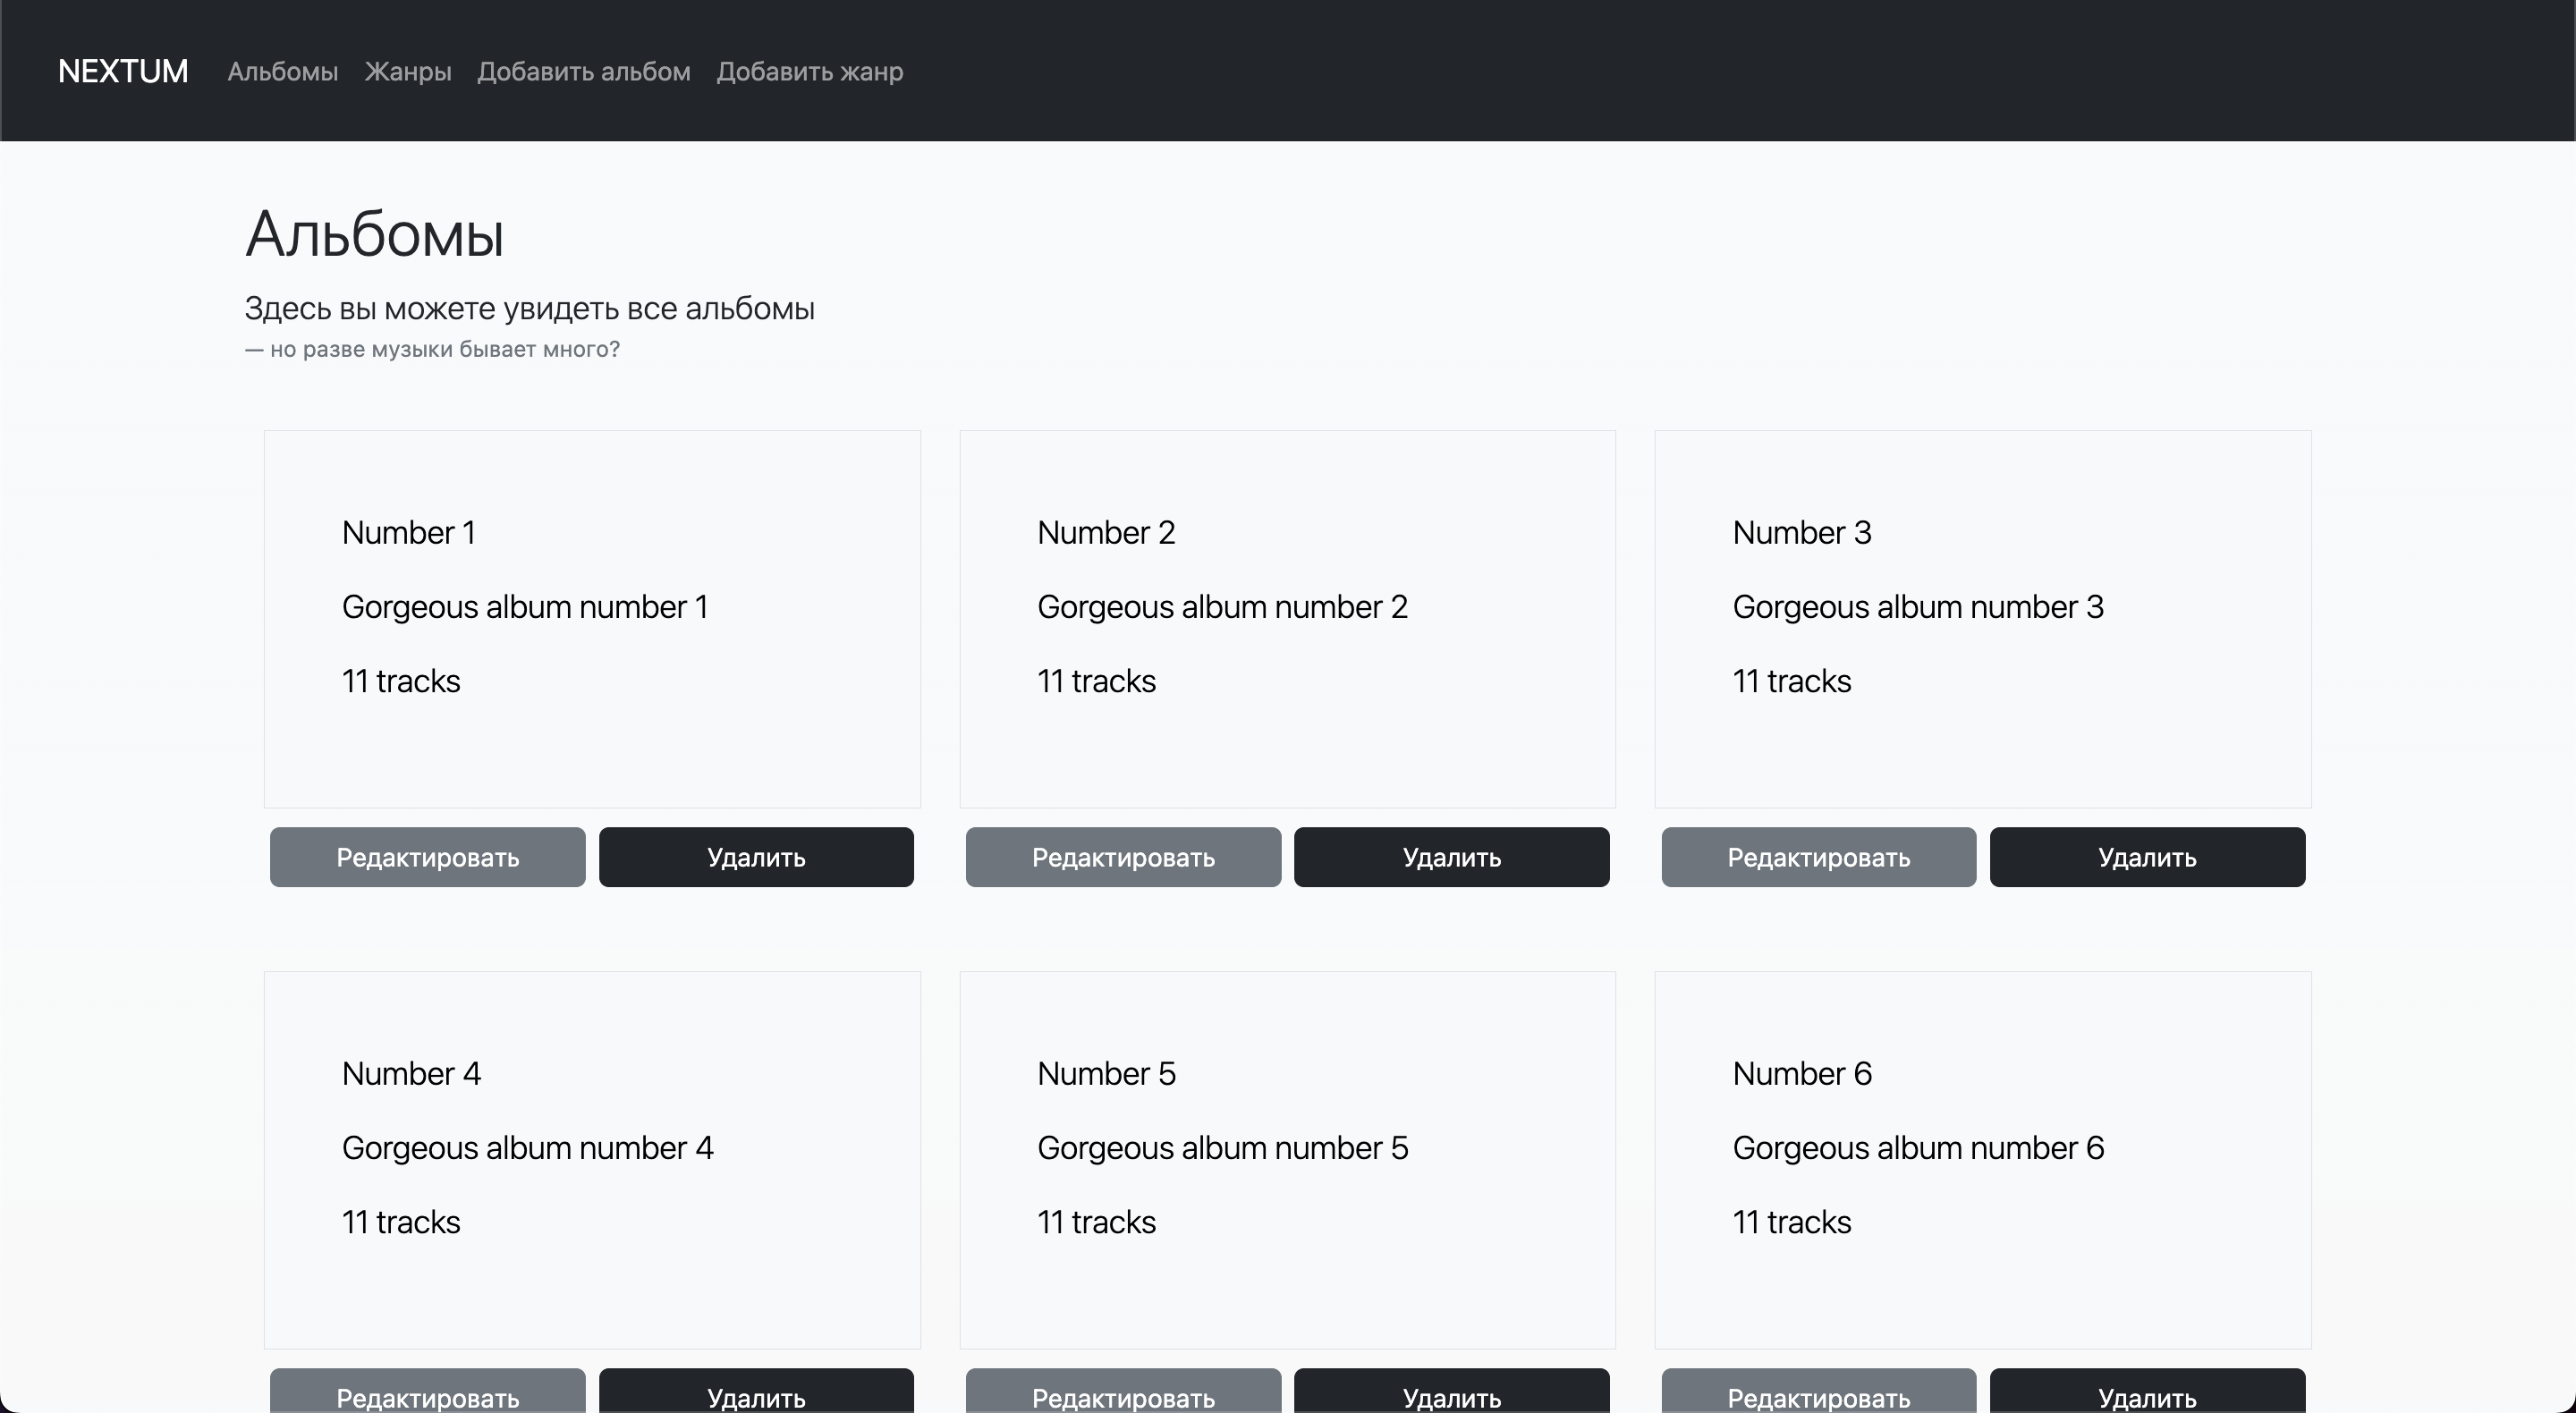 NEXTUM Альбомы Жанры Добавить альбом Добавить жанр
Альбомы
Здесь вы можете увидеть все альбомы
— но разве музыки бывает много?
Number 1
Gorgeous album number 1
11 tracks
Редактировать Удалить
Number 2
Gorgeous album number 2
11 tracks
Редактировать Удалить
Number 3
Gorgeous album number 3
11 tracks
Редактировать Удалить
Number 4
Gorgeous album number 4
11 tracks
Редактировать Удалить
Number 5
Gorgeous album number 5
11 tracks
Редактировать Удалить
Number 6
Gorgeous album number 6
11 tracks
Редактировать Удалить